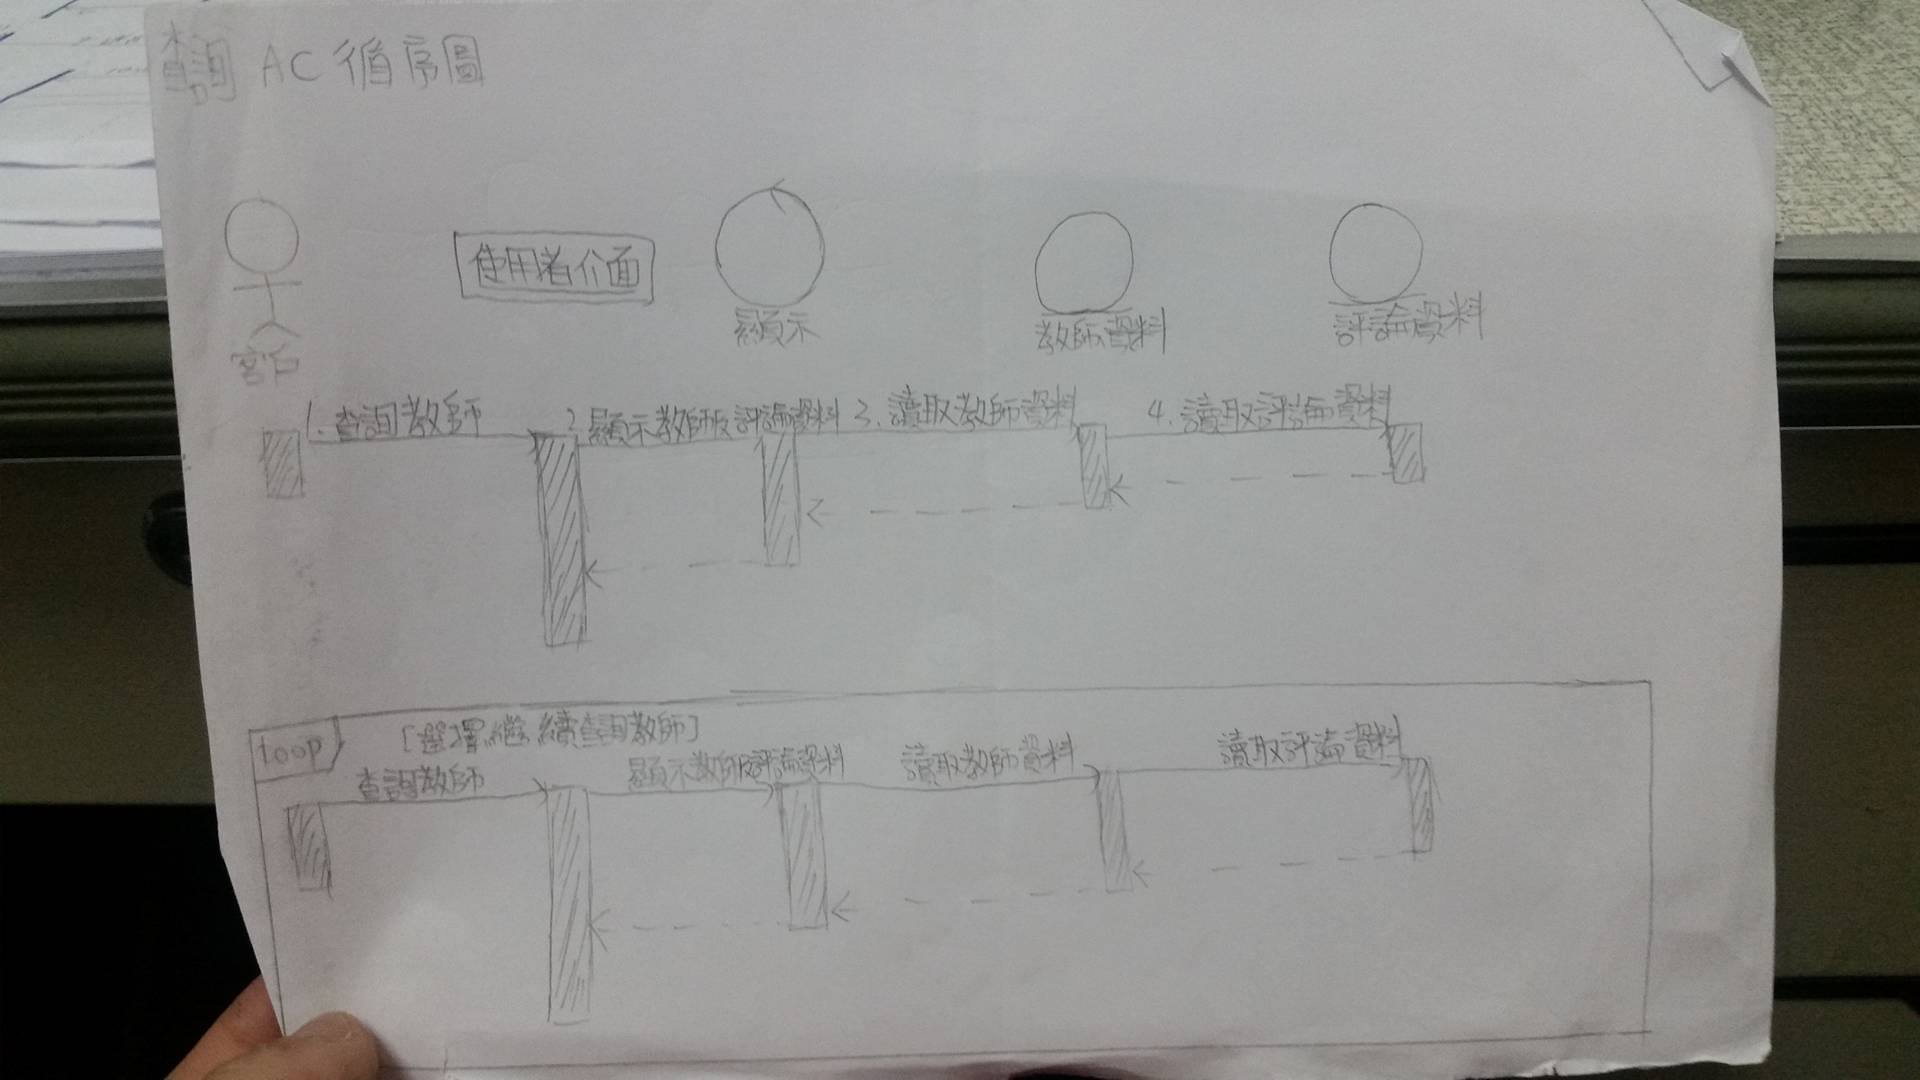 查詢 AC 循序圖
使用者介面
顯示
教師資料
評論資料
客戶
1. 查詢教師
2. 顯示教師及評論資料
3. 讀取教師資料
4. 讀取評論資料
loop
[選擇繼續查詢教師]
查詢教師
顯示教師及評論資料
讀取教師資料
讀取評論資料